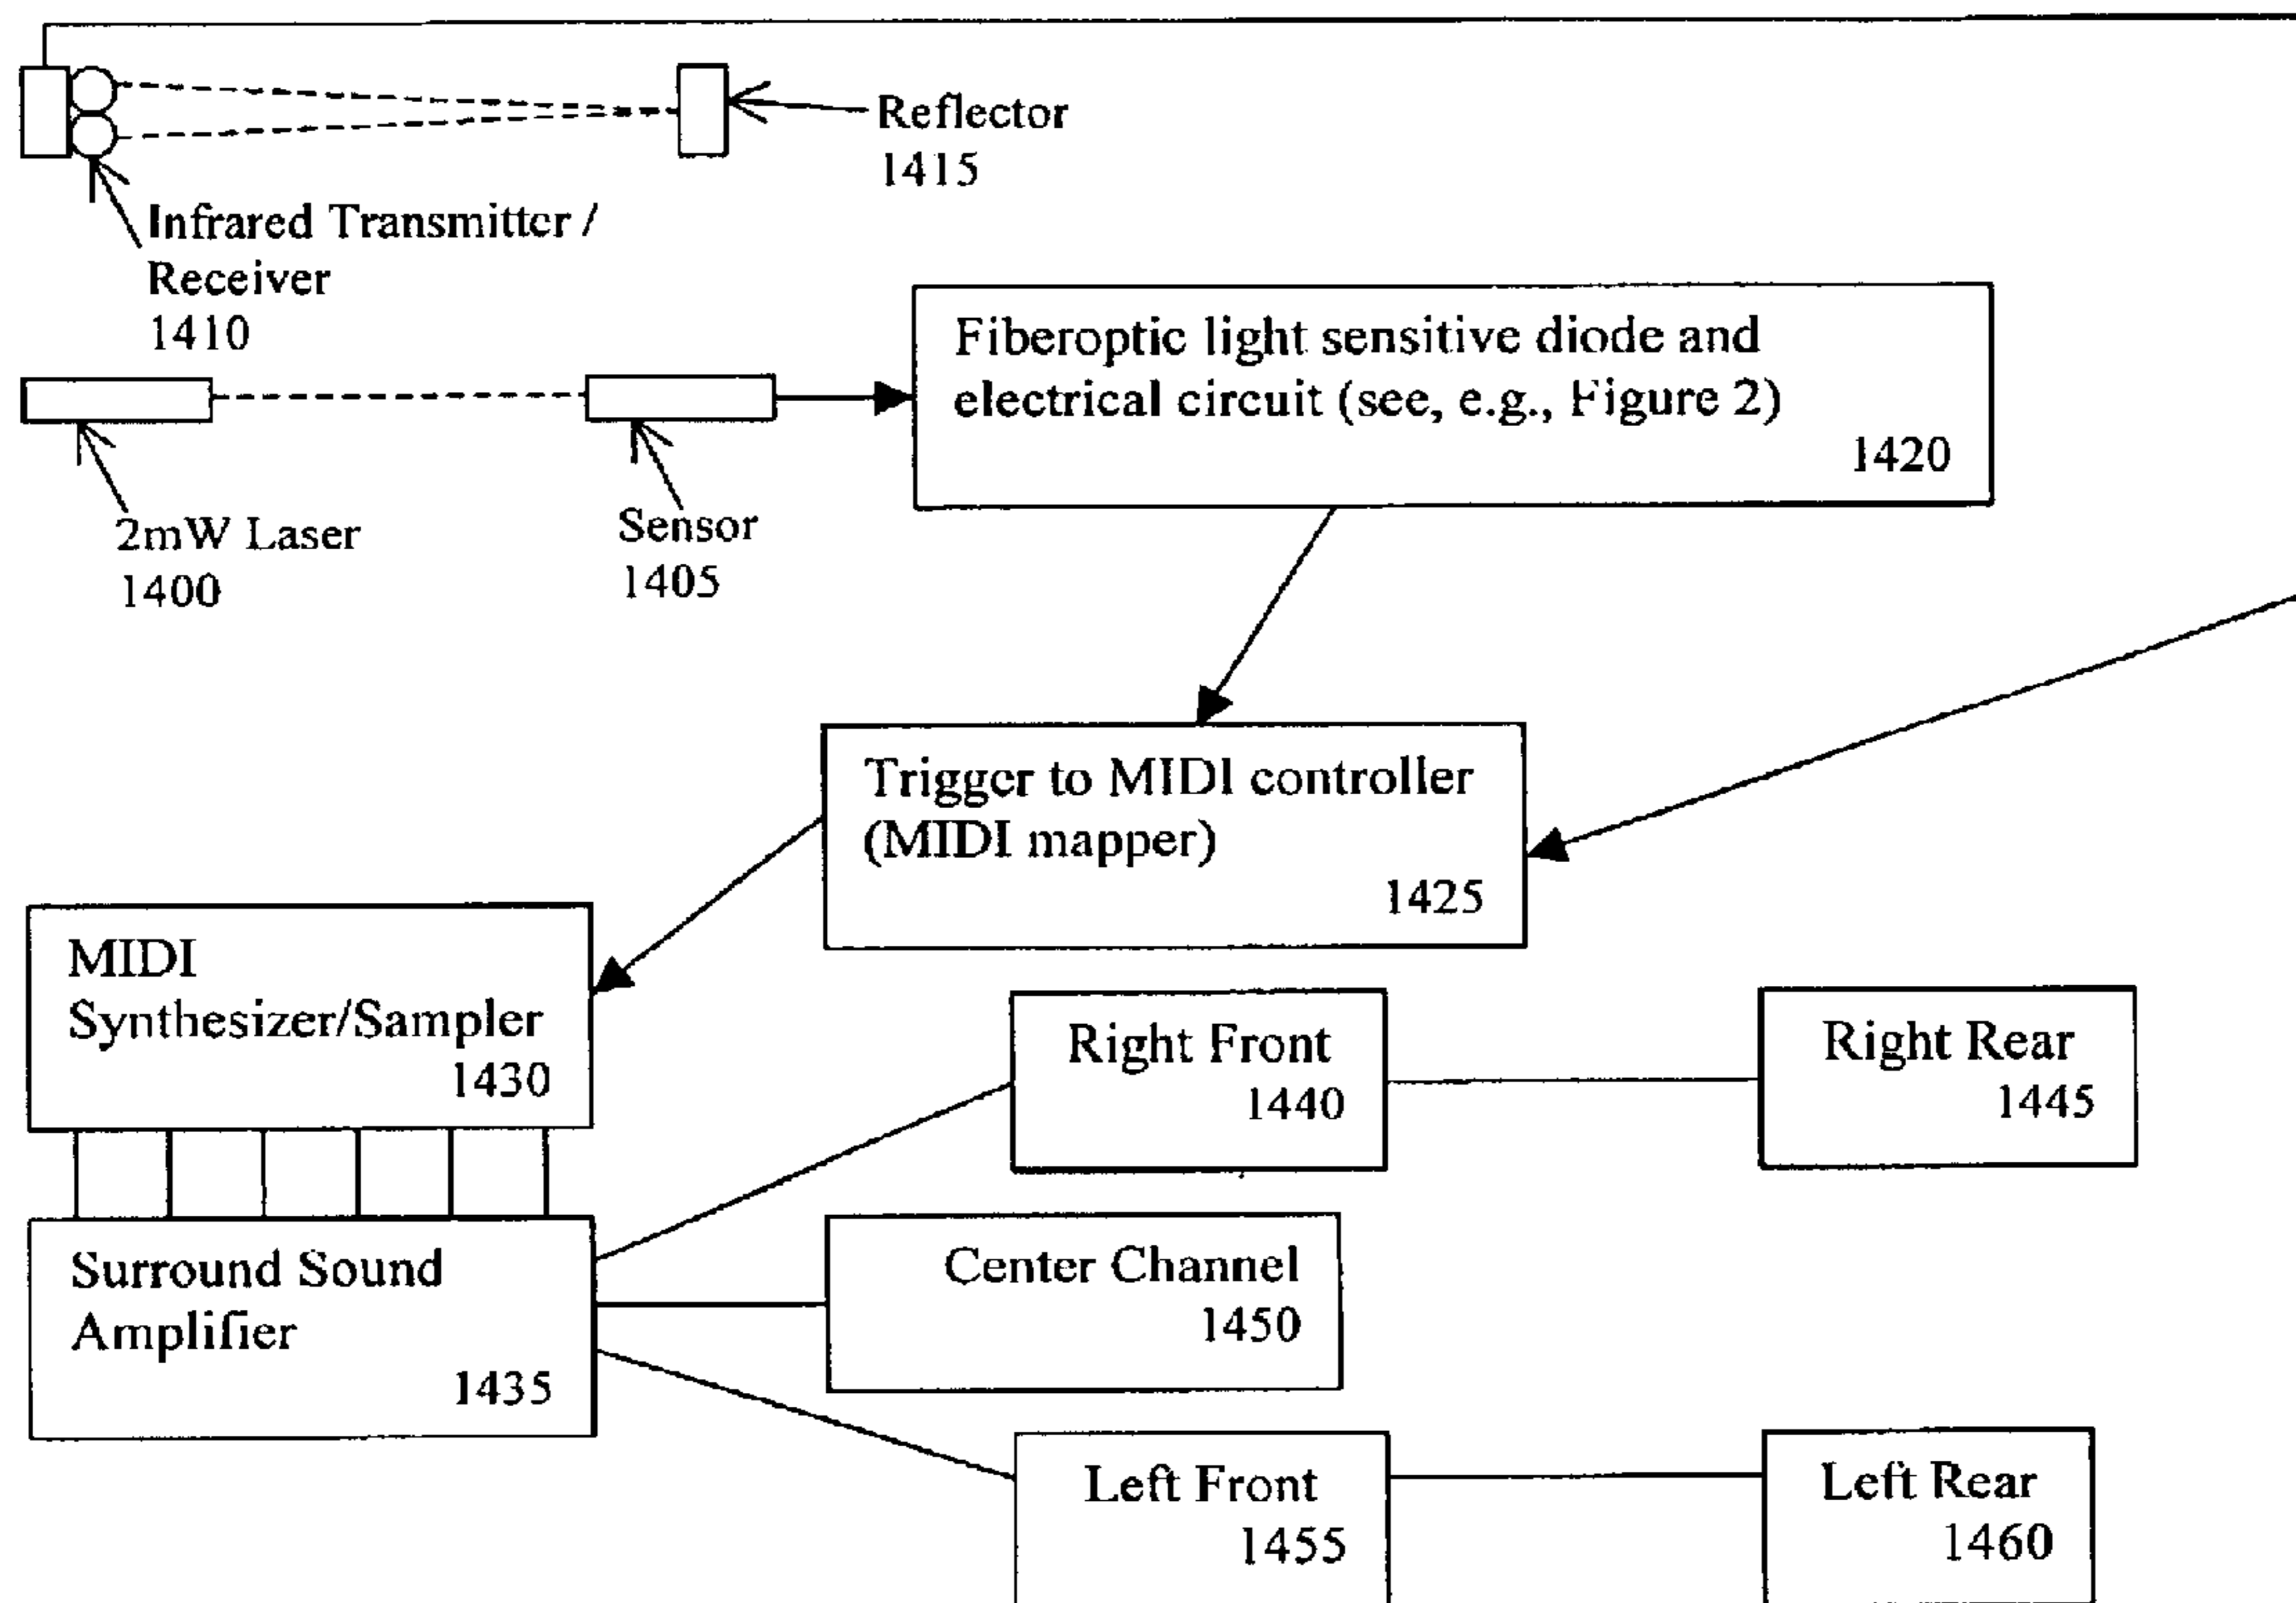 Reflector
1415
Infrared Transmitter /
Receiver
1410
Fiberoptic light sensitive diode and
electrical circuit (see, e.g., Figure 2)
1420
2mW Laser
1400
Sensor
1405
Trigger to MIDI controller
(MIDI mapper)
1425
MIDI
Synthesizer/Sampler
1430
Right Front
1440
Right Rear
1445
Surround Sound
Amplifier
1435
Center Channel
1450
Left Front
1455
Left Rear
1460